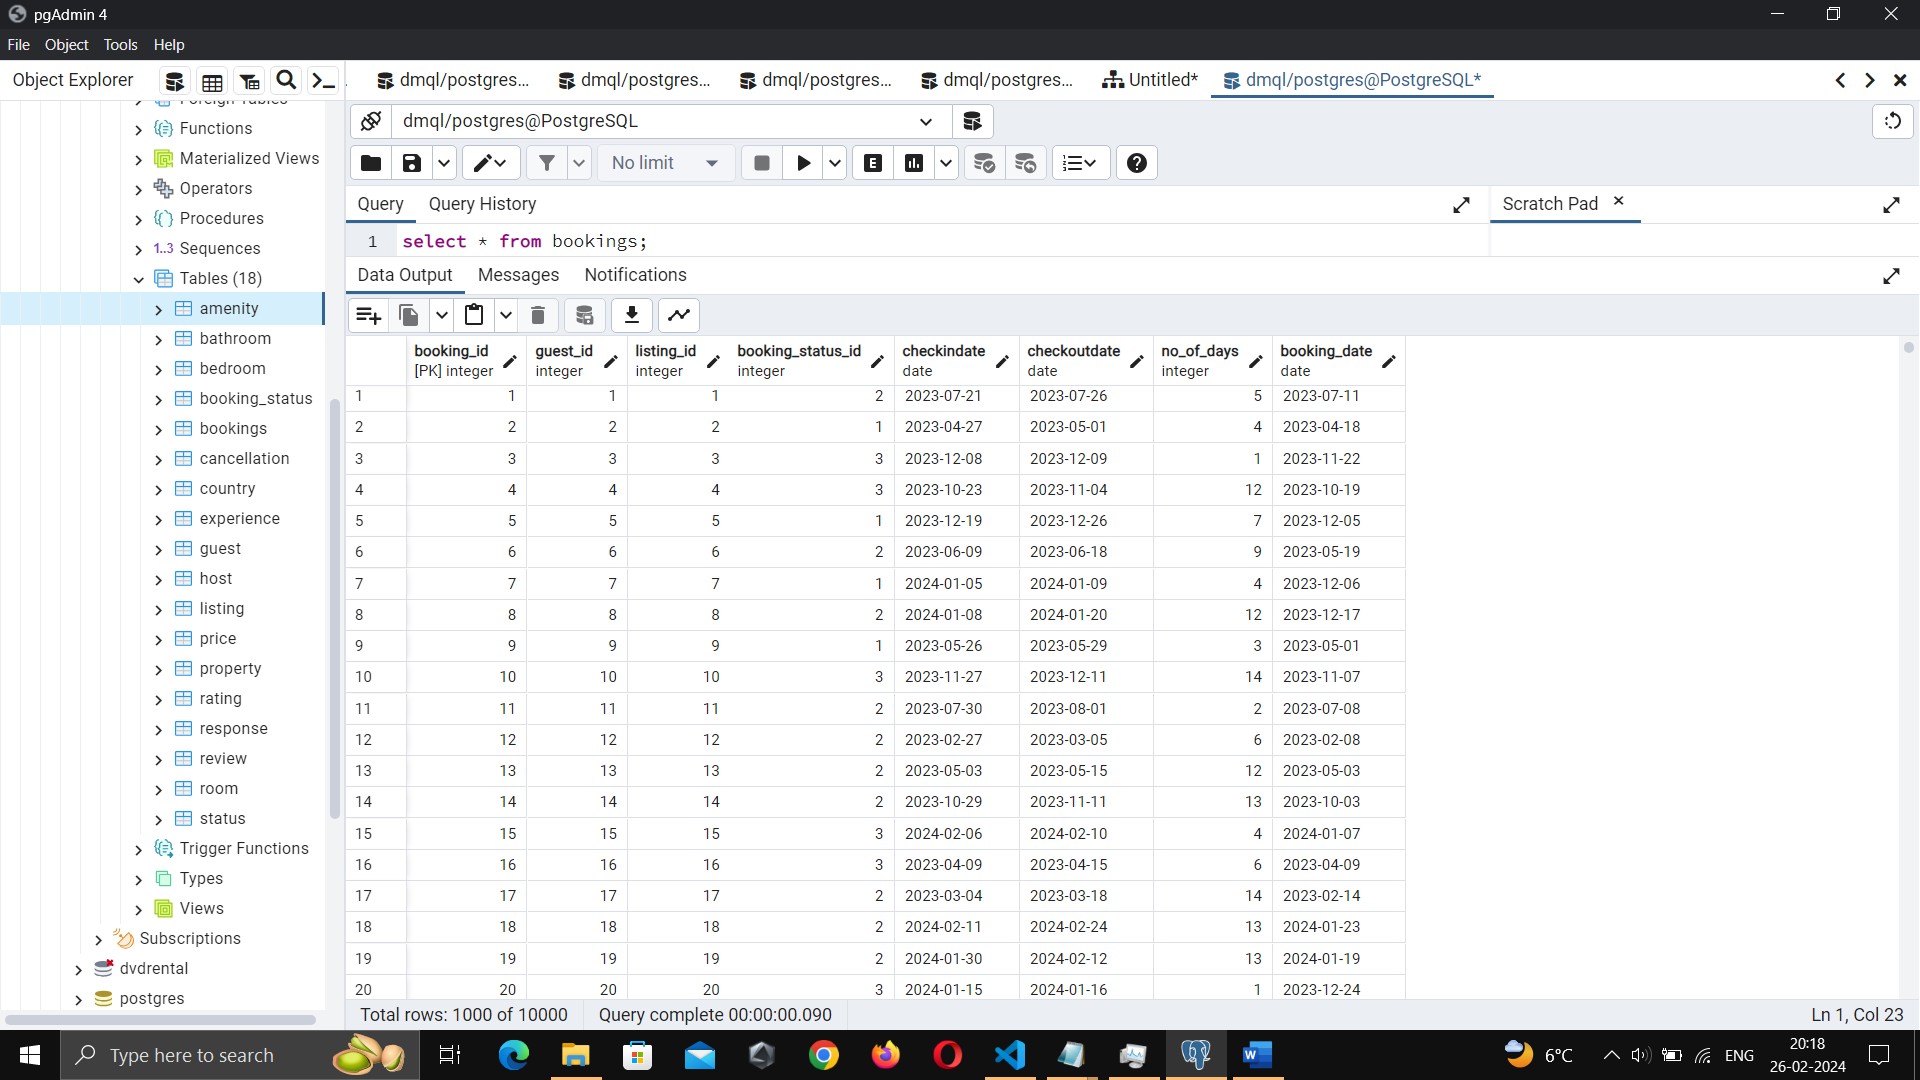 pgAdmin 4
File Object Tools Help
Object Explorer
dmql/postgres... dmql/postgres... dmql/postgres... dmql/postgres... Untitled* dmql/postgres@PostgreSQL*
Foreign Tables
Functions
Materialized Views
Operators
Procedures
1..3 Sequences
Tables (18)
amenity
bathroom
bedroom
booking_status
bookings
cancellation
country
experience
guest
host
listing
price
property
rating
response
review
room
status
Trigger Functions
Types
Views
Subscriptions
dvdrental
postgres
dmql/postgres@PostgreSQL
No limit
E
Query Query History
Scratch Pad
1 select * from bookings;
Data Output Messages Notifications
booking_id guest_id listing_id booking_status_id checkindate checkoutdate no_of_days booking_date
[PK] integer integer integer integer date date integer date
1 1 1 1 2 2023-07-21 2023-07-26 5 2023-07-11
2 2 2 2 1 2023-04-27 2023-05-01 4 2023-04-18
3 3 3 3 3 2023-12-08 2023-12-09 1 2023-11-22
4 4 4 4 3 2023-10-23 2023-11-04 12 2023-10-19
5 5 5 5 1 2023-12-19 2023-12-26 7 2023-12-05
6 6 6 6 2 2023-06-09 2023-06-18 9 2023-05-19
7 7 7 7 1 2024-01-05 2024-01-09 4 2023-12-06
8 8 8 8 2 2024-01-08 2024-01-20 12 2023-12-17
9 9 9 9 1 2023-05-26 2023-05-29 3 2023-05-01
10 10 10 10 3 2023-11-27 2023-12-11 14 2023-11-07
11 11 11 11 2 2023-07-30 2023-08-01 2 2023-07-08
12 12 12 12 2 2023-02-27 2023-03-05 6 2023-02-08
13 13 13 13 2 2023-05-03 2023-05-15 12 2023-05-03
14 14 14 14 2 2023-10-29 2023-11-11 13 2023-10-03
15 15 15 15 3 2024-02-06 2024-02-10 4 2024-01-07
16 16 16 16 3 2023-04-09 2023-04-15 6 2023-04-09
17 17 17 17 2 2023-03-04 2023-03-18 14 2023-02-14
18 18 18 18 2 2024-02-11 2024-02-24 13 2024-01-23
19 19 19 19 2 2024-01-30 2024-02-12 13 2024-01-19
20 20 20 20 3 2024-01-15 2024-01-16 1 2023-12-24
Total rows: 1000 of 10000 Query complete 00:00:00.090 Ln 1, Col 23
Type here to search
6°C ENG
20:18
26-02-2024